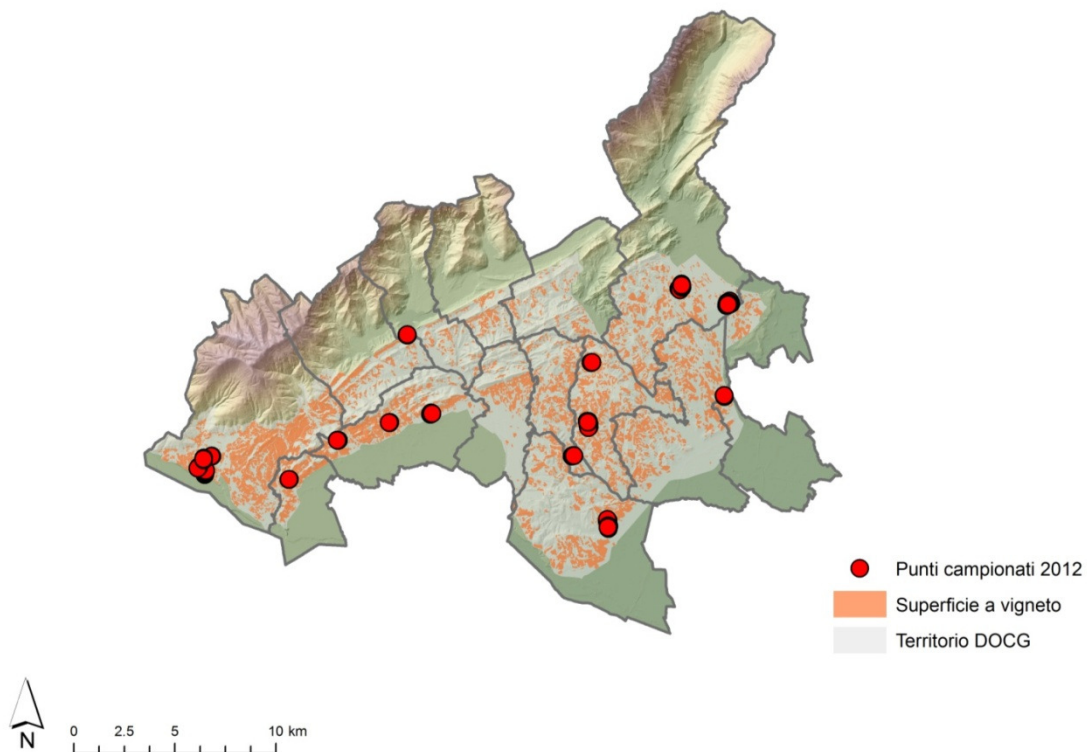 Punti campionati 2012
Superficie a vigneto
Territorio DOCG
N
0 2.5 5 10 km